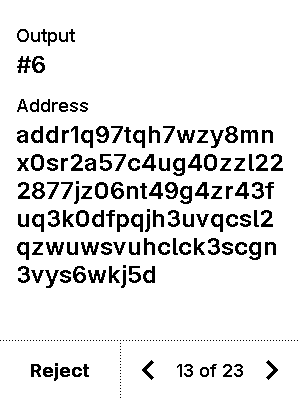 Output
#6
Address
addr1q97tqh7wzy8mn
x0sr2a57c4ug40zzl22
2877jz06nt49g4zr43f
uq3k0dfpqjh3uvqcsl2
qzwuwsvuhclck3scgn
3vys6wkj5d
Reject
13 of 23